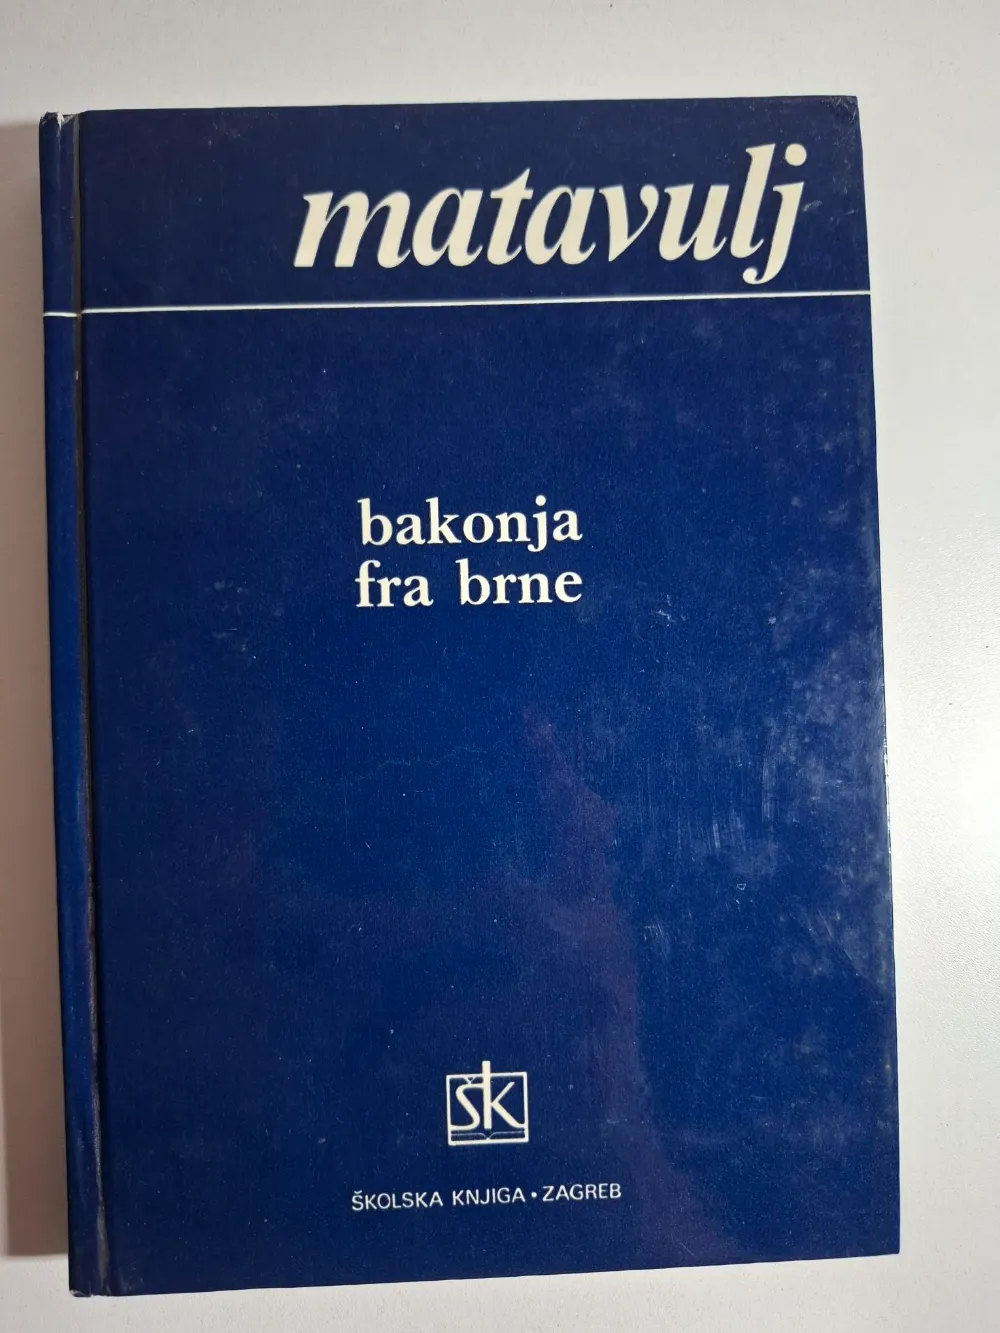 matavulj
bakonja
fra brne
ŠK
ŠKOLSKA KNJIGA • ZAGREB